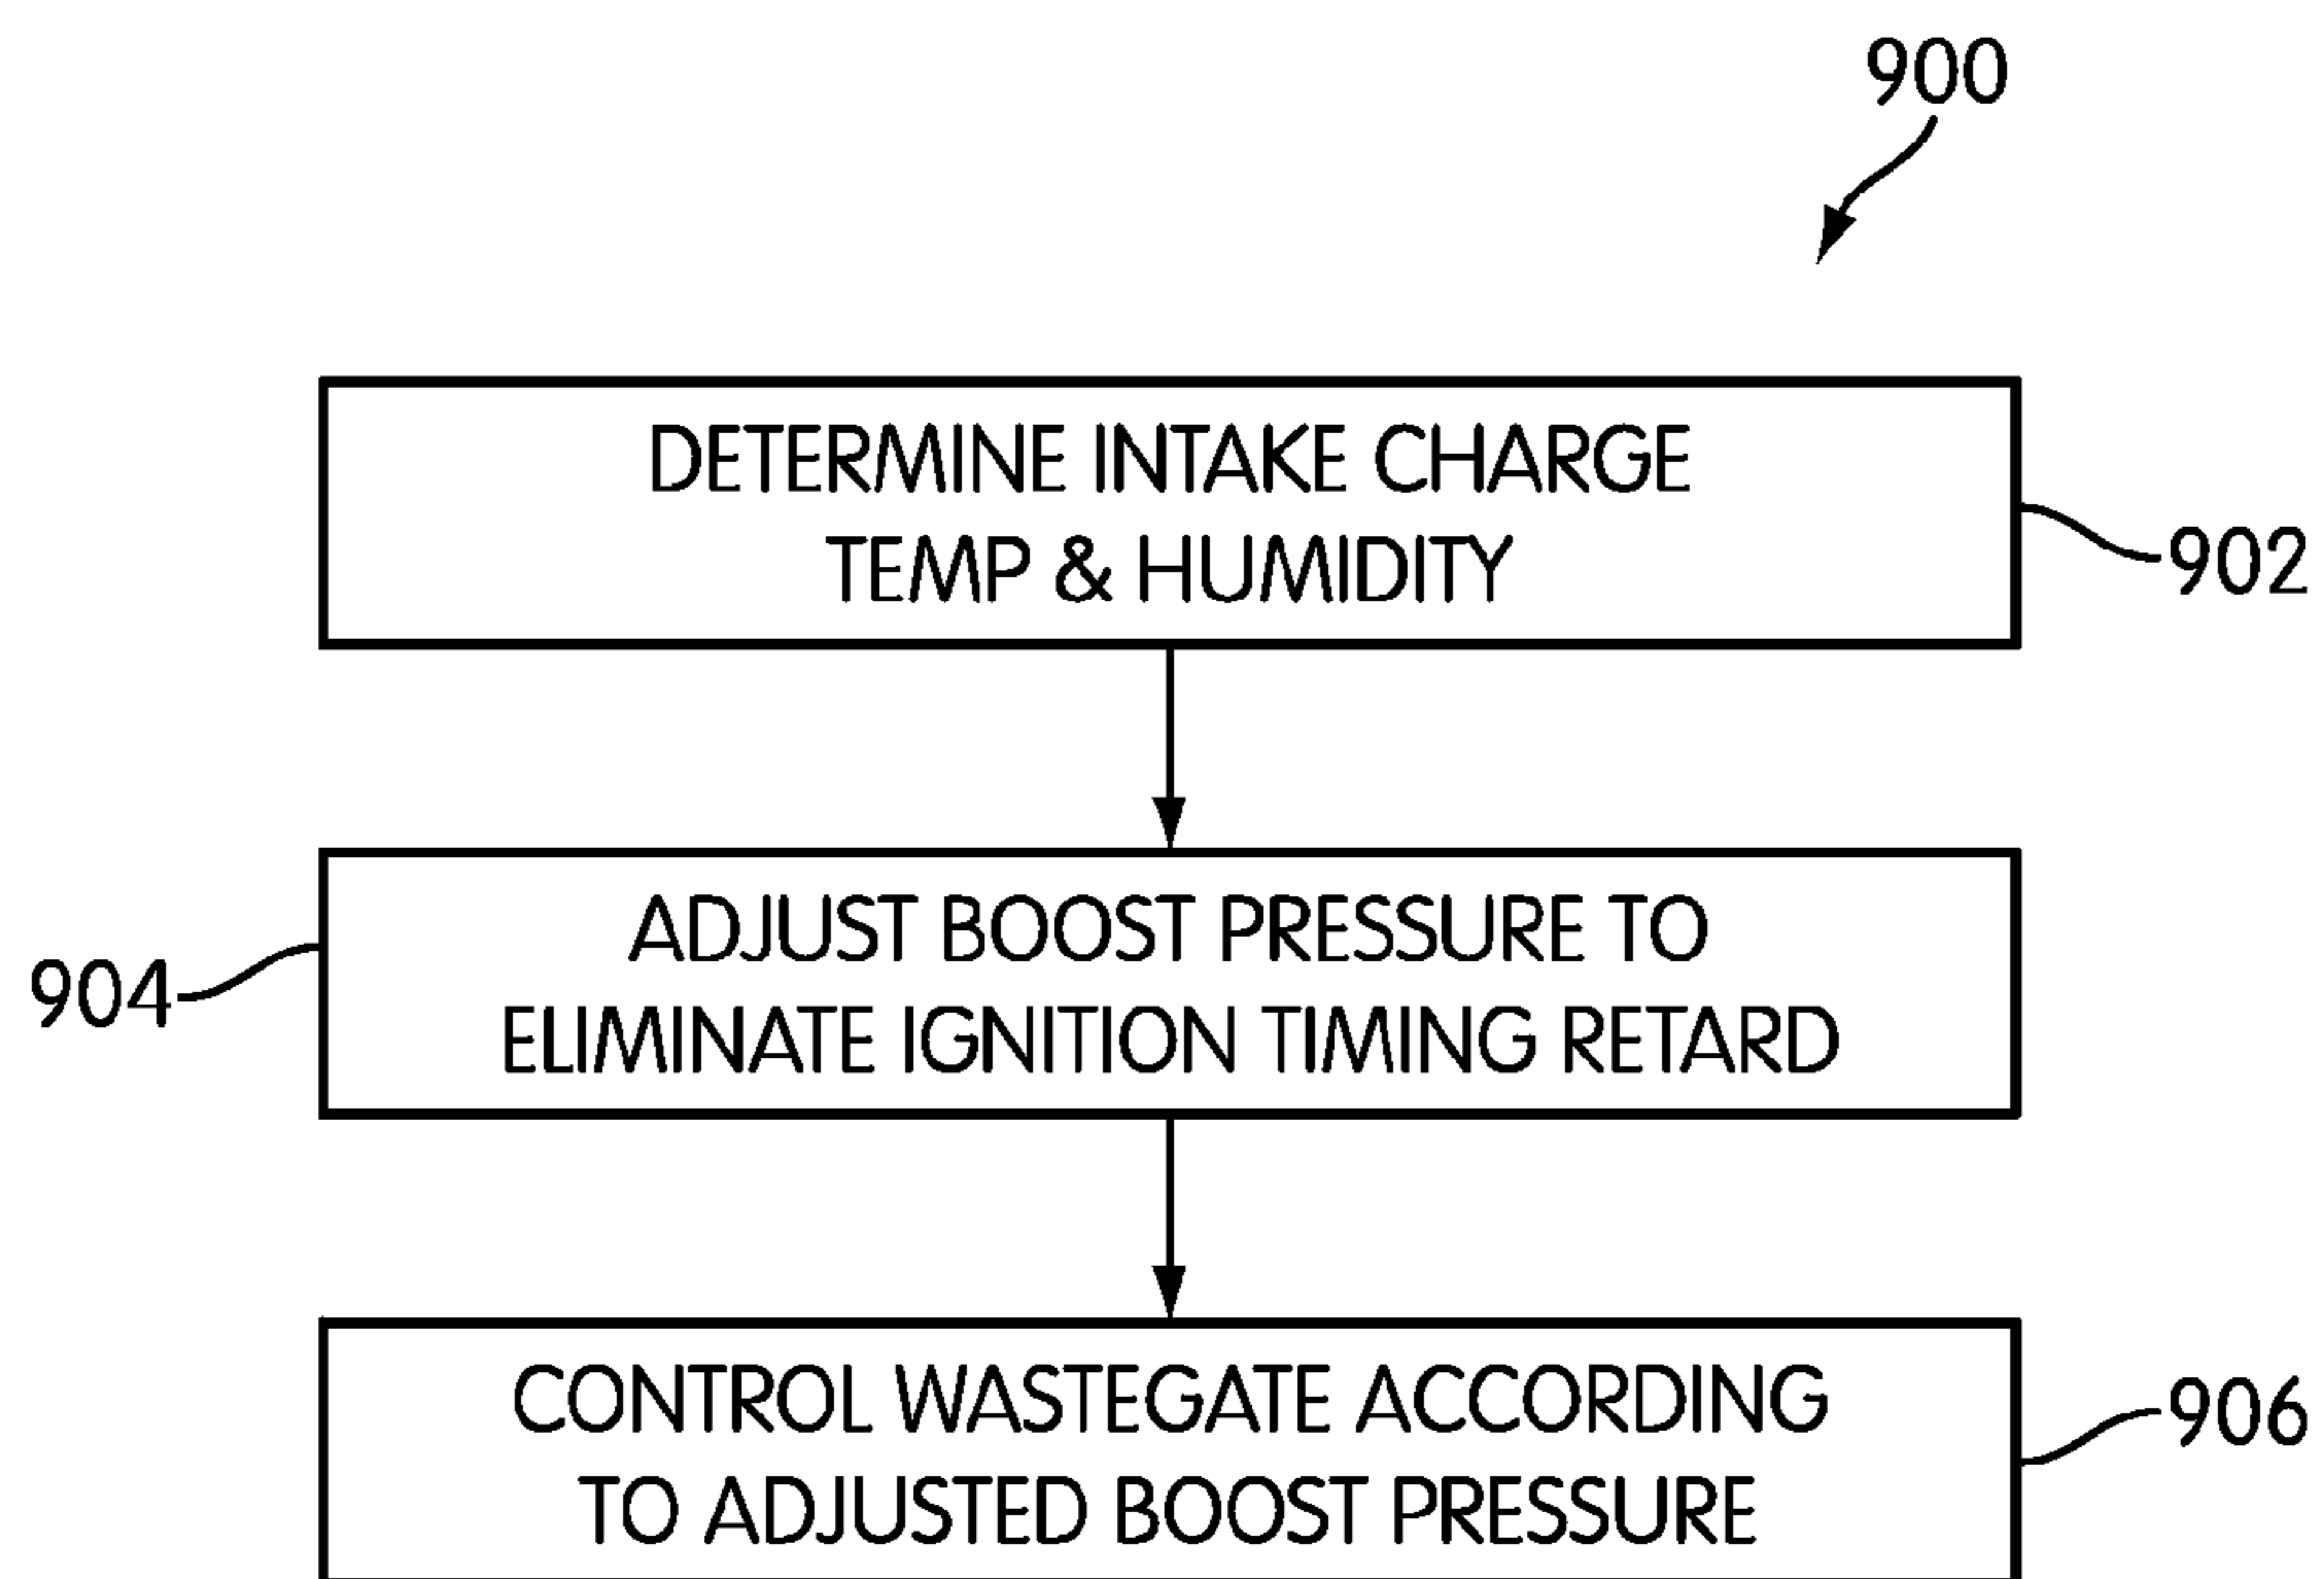 900
DETERMINE INTAKE CHARGE
TEMP & HUMIDITY
902
ADJUST BOOST PRESSURE TO
ELIMINATE IGNITION TIMING RETARD
904
CONTROL WASTEGATE ACCORDING
TO ADJUSTED BOOST PRESSURE
906